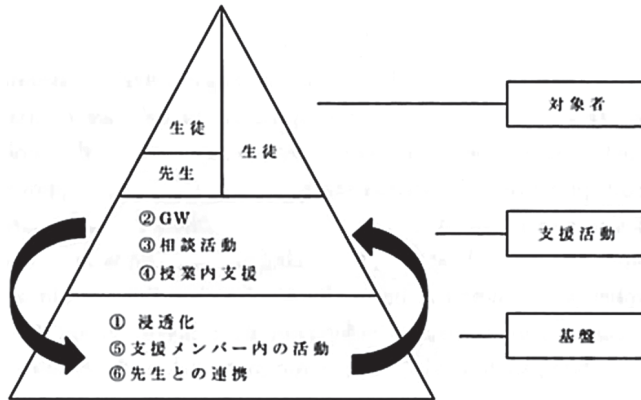 生徒
生徒
先生
対象者
②GW
③相談活動
④授業内支援
支援活動
① 浸透化
⑤支援メンバー内の活動
⑥先生との連携
基盤